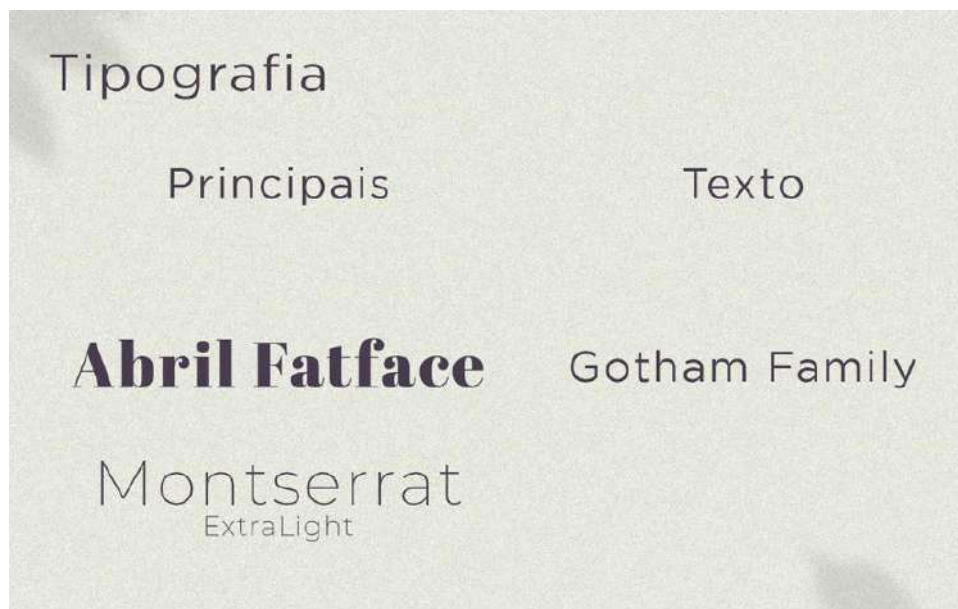 Tipografia
Principais
Texto
Abril Fatface
Gotham Family
Montserrat
ExtraLight